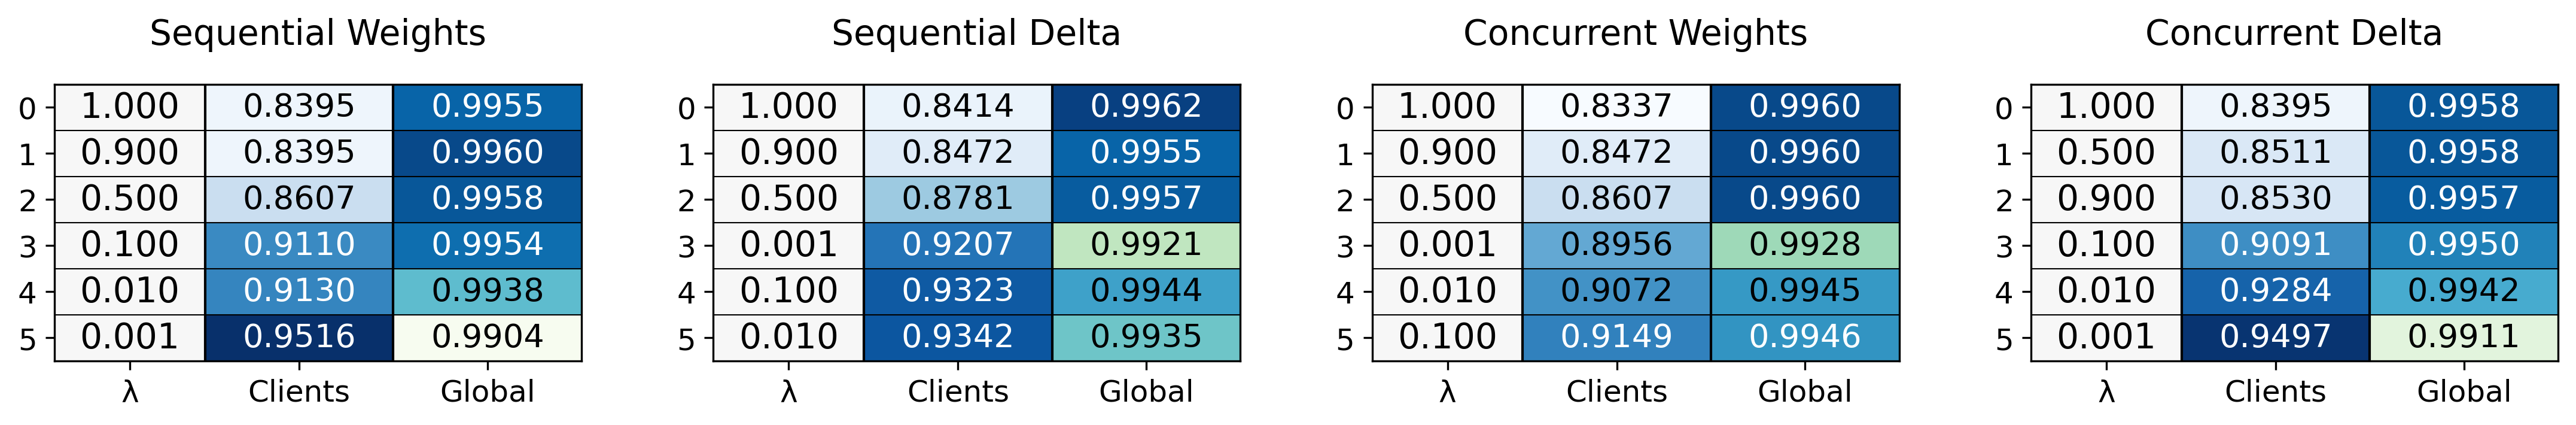 Sequential Weights
0 1.000 0.8395 0.9955
1 0.900 0.8395 0.9960
2 0.500 0.8607 0.9958
3 0.100 0.9110 0.9954
4 0.010 0.9130 0.9938
5 0.001 0.9516 0.9904
λ Clients Global
Sequential Delta
0 1.000 0.8414 0.9962
1 0.900 0.8472 0.9955
2 0.500 0.8781 0.9957
3 0.001 0.9207 0.9921
4 0.100 0.9323 0.9944
5 0.010 0.9342 0.9935
λ Clients Global
Concurrent Weights
0 1.000 0.8337 0.9960
1 0.900 0.8472 0.9960
2 0.500 0.8607 0.9960
3 0.001 0.8956 0.9928
4 0.010 0.9072 0.9945
5 0.100 0.9149 0.9946
λ Clients Global
Concurrent Delta
0 1.000 0.8395 0.9958
1 0.500 0.8511 0.9958
2 0.900 0.8530 0.9957
3 0.100 0.9091 0.9950
4 0.010 0.9284 0.9942
5 0.001 0.9497 0.9911
λ Clients Global